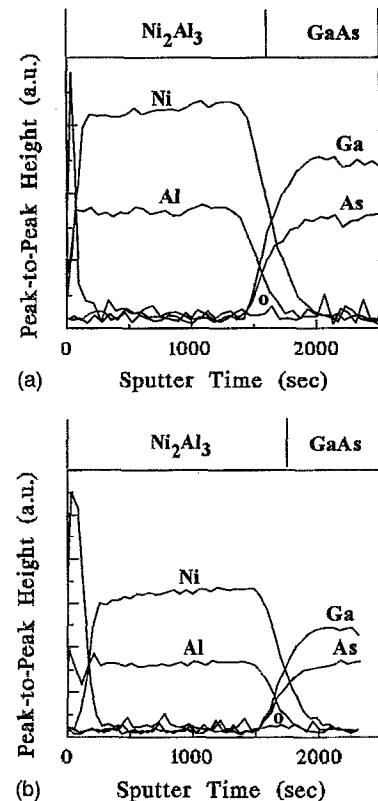 Ni₂Al₃ GaAs
Peak-to-Peak Height (a.u.)
Ni
Ga
Al
As
o
0 1000 2000
(a) Sputter Time (sec)
Ni₂Al₃ GaAs
Peak-to-Peak Height (a.u.)
Ni
Ga
Al
As
o
0 1000 2000
(b) Sputter Time (sec)